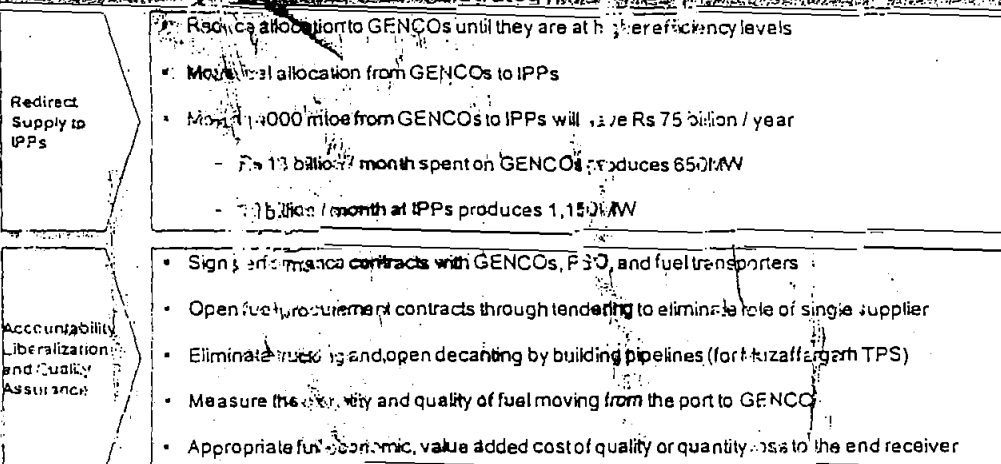 Redirect
Supply to
IPPs
• Reduce allocation to GENCOs until they are at higher efficiency levels
• Move fuel allocation from GENCOs to IPPs
• 000 mtoe from GENCOs to IPPs will save Rs 75 billion / year
- Rs 13 billion / month spent on GENCOs produces 650MW
- billion / month at IPPs produces 1,150MW
Accountability
Liberalization
and Quality
Assurance
• Sign performance contracts with GENCOs, PSO, and fuel transporters
• Open fuel procurement contracts through tendering to eliminate role of single supplier
• Eliminate trucking and open decanting by building pipelines (for Muzaffargarh TPS)
• Measure the quantity and quality of fuel moving from the port to GENCO
• Appropriate full economic, value added cost of quality or quantity loss to the end receiver